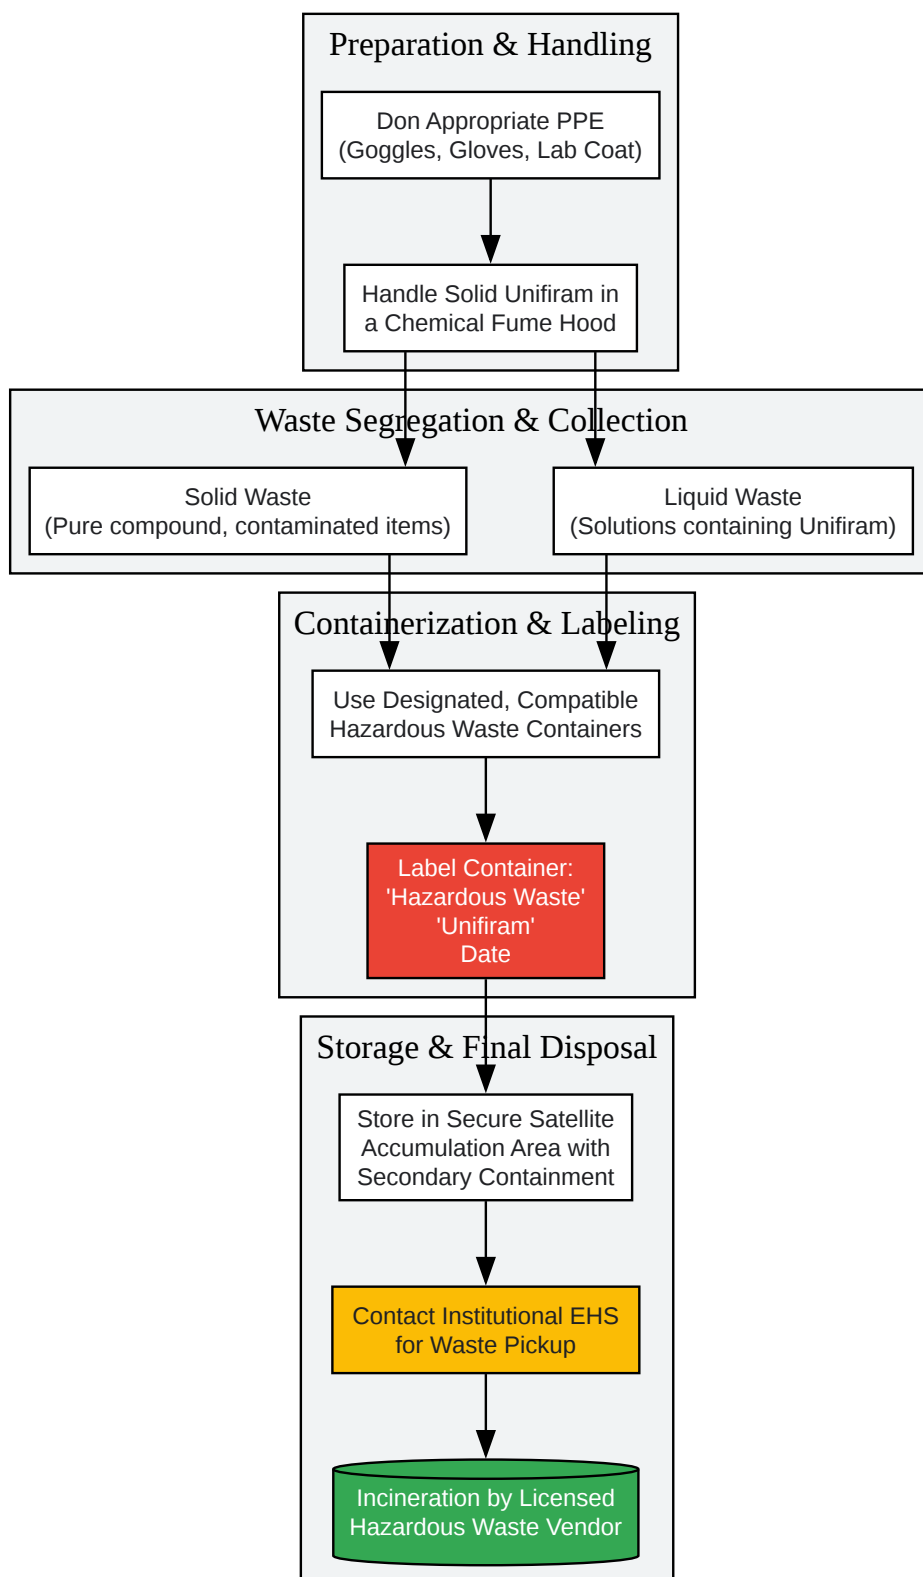 Preparation & Handling
Don Appropriate PPE
(Goggles, Gloves, Lab Coat)
Handle Solid Unifiram in
a Chemical Fume Hood
Waste Segregation & Collection
Solid Waste
(Pure compound, contaminated items)
Liquid Waste
(Solutions containing Unifiram)
Containerization & Labeling
Use Designated, Compatible
Hazardous Waste Containers
Label Container:
'Hazardous Waste'
'Unifiram'
Date
Storage & Final Disposal
Store in Secure Satellite
Accumulation Area with
Secondary Containment
Contact Institutional EHS
for Waste Pickup
Incineration by Licensed
Hazardous Waste Vendor